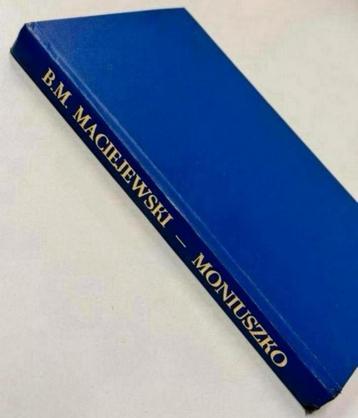 B.M. MACIEJEWSKI – MONIUSZKO